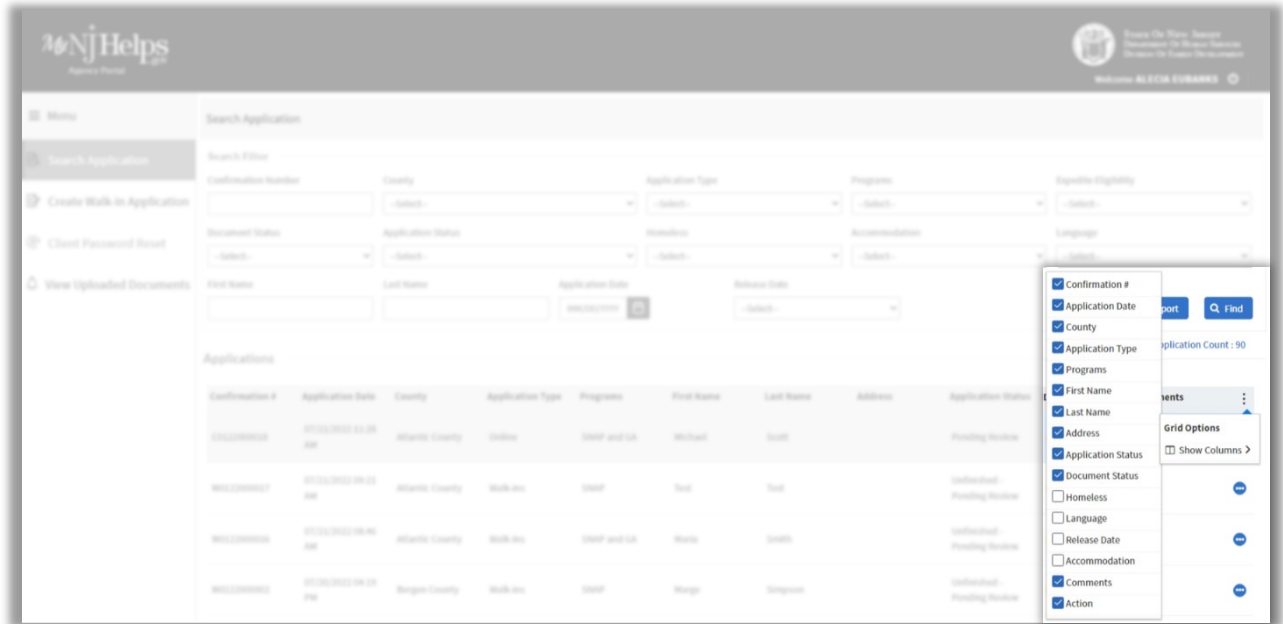 MyNJHelps.gov
Agency Portal
State Of New Jersey
Department Of Human Services
Division Of Family Development
Welcome ALECIA EUBANKS
Menu
Search Application
Create Walk-in Application
Client Password Reset
View Uploaded Documents
Search Application
Search Filter
Confirmation Number County Application Type Programs Expedite Eligibility
--Select-- --Select-- --Select-- --Select--
Document Status Application Status Homeless Accommodation Language
--Select-- --Select-- --Select-- --Select-- --Select--
First Name Last Name Application Date Release Date
MM/DD/YYYY --Select--
port Find
Applications
pplication Count : 90
Confirmation # Application Date County Application Type Programs First Name Last Name Address Application Status D ments
07/21/2022 11:26 AM Atlantic County Online SNAP and GA Michael Scott Pending Review
07/21/2022 09:21 AM Atlantic County Walk-ins SNAP Test Test Unfinished - Pending Review
07/21/2022 08:46 AM Atlantic County Walk-ins SNAP and GA Maria Smith Unfinished - Pending Review
07/20/2022 04:19 PM Bergen County Walk-ins SNAP Margo Simpson Unfinished - Pending Review
Confirmation #
Application Date
County
Application Type
Programs
First Name
Last Name
Address
Application Status
Document Status
Homeless
Language
Release Date
Accommodation
Comments
Action
Grid Options
Show Columns